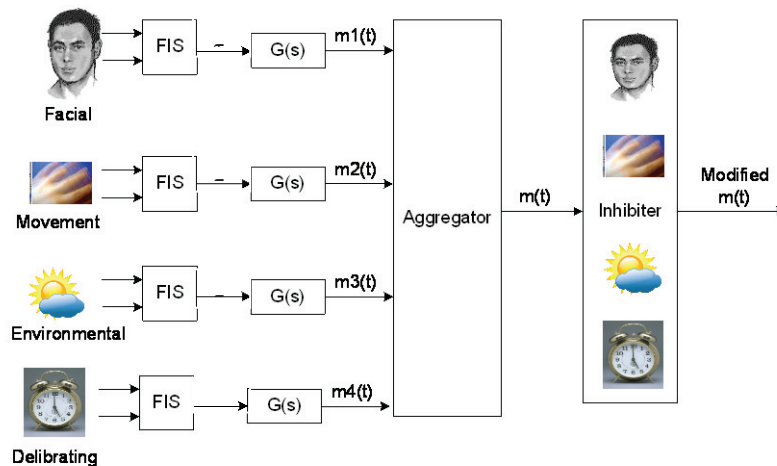 Facial
FIS
G(s)
m1(t)
Movement
FIS
G(s)
m2(t)
Environmental
FIS
G(s)
m3(t)
Delibrating
FIS
G(s)
m4(t)
Aggregator
m(t)
Inhibiter
Modified
m(t)